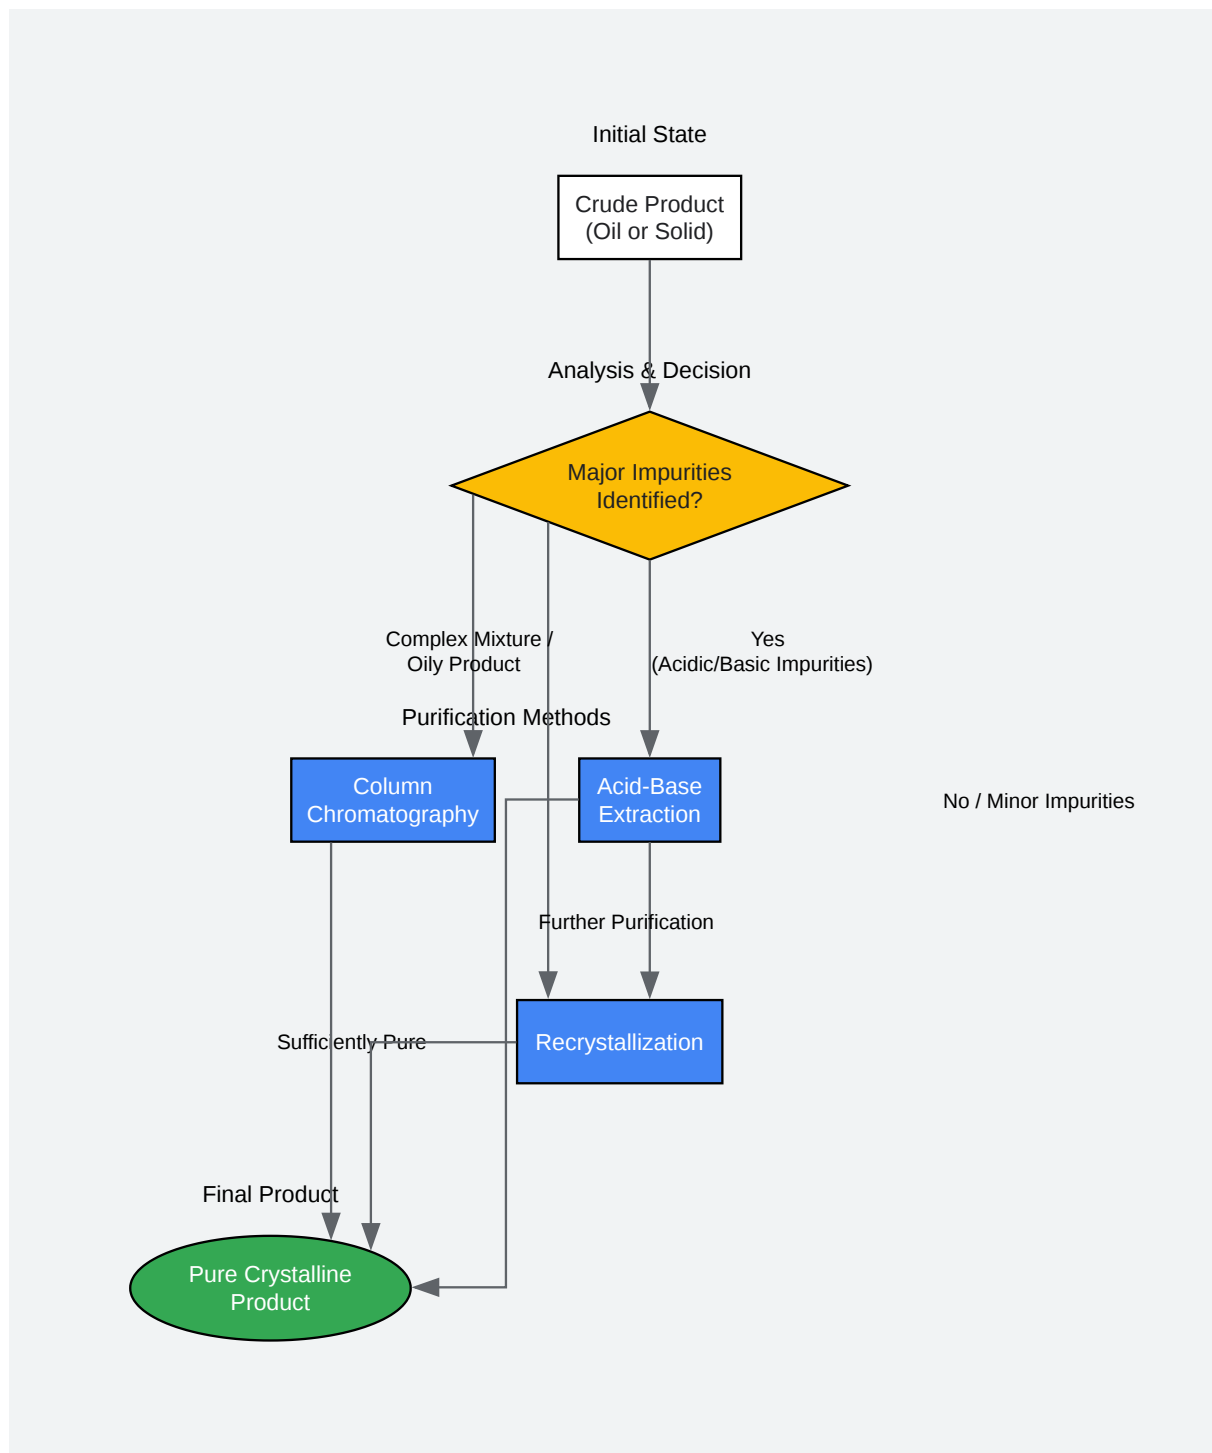 Initial State
Crude Product
(Oil or Solid)
Analysis & Decision
Major Impurities
Identified?
Complex Mixture /
Oily Product
Yes
(Acidic/Basic Impurities)
Purification Methods
Column
Chromatography
Acid-Base
Extraction
No / Minor Impurities
Further Purification
Sufficiently Pure
Recrystallization
Final Product
Pure Crystalline
Product